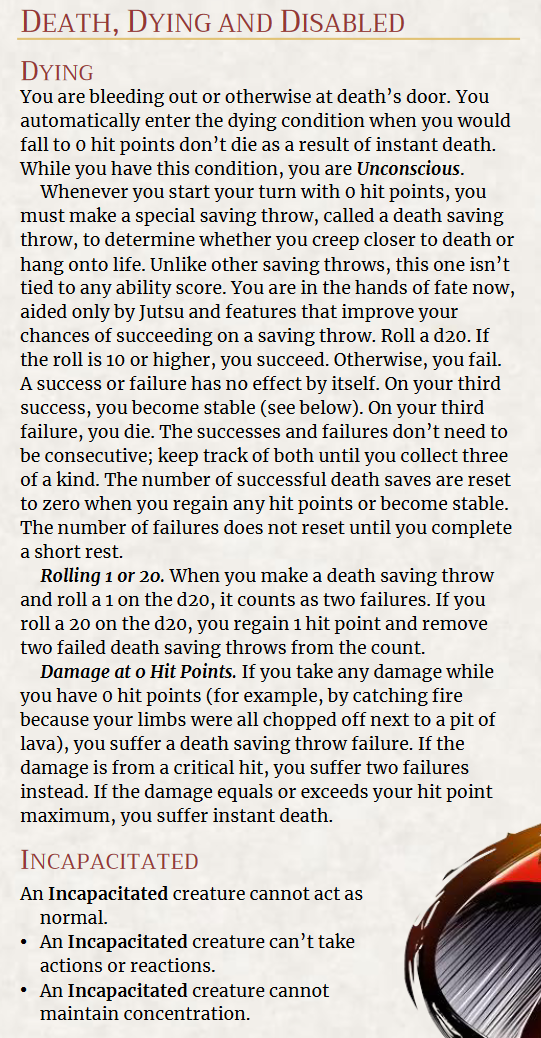 DEATH, DYING AND DISABLED
DYING
You are bleeding out or otherwise at death's door. You
automatically enter the dying condition when you would
fall to 0 hit points don't die as a result of instant death.
While you have this condition, you are Unconscious.
Whenever you start your turn with 0 hit points, you
must make a special saving throw, called a death saving
throw, to determine whether you creep closer to death or
hang onto life. Unlike other saving throws, this one isn't
tied to any ability score. You are in the hands of fate now,
aided only by Jutsu and features that improve your
chances of succeeding on a saving throw. Roll a d20. If
the roll is 10 or higher, you succeed. Otherwise, you fail.
A success or failure has no effect by itself. On your third
success, you become stable (see below). On your third
failure, you die. The successes and failures don't need to
be consecutive; keep track of both until you collect three
of a kind. The number of successful death saves are reset
to zero when you regain any hit points or become stable.
The number of failures does not reset until you complete
a short rest.
Rolling 1 or 20. When you make a death saving throw
and roll a 1 on the d20, it counts as two failures. If you
roll a 20 on the d20, you regain 1 hit point and remove
two failed death saving throws from the count.
Damage at 0 Hit Points. If you take any damage while
you have 0 hit points (for example, by catching fire
because your limbs were all chopped off next to a pit of
lava), you suffer a death saving throw failure. If the
damage is from a critical hit, you suffer two failures
instead. If the damage equals or exceeds your hit point
maximum, you suffer instant death.
INCAPACITATED
An Incapacitated creature cannot act as
normal.
• An Incapacitated creature can't take
actions or reactions.
• An Incapacitated creature cannot
maintain concentration.